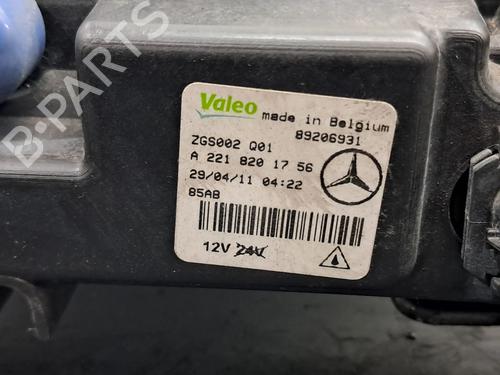 Valeo made in Belgium
89206931
ZGS002 Q01
A 221 820 17 56
29/04/11 04:22
85AB
12V 24V
B-PARTS